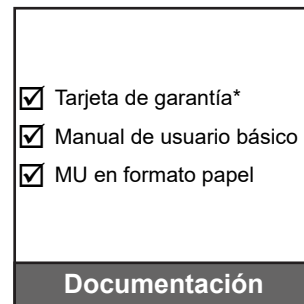 Tarjeta de garantía*
Manual de usuario básico
MU en formato papel
Documentación